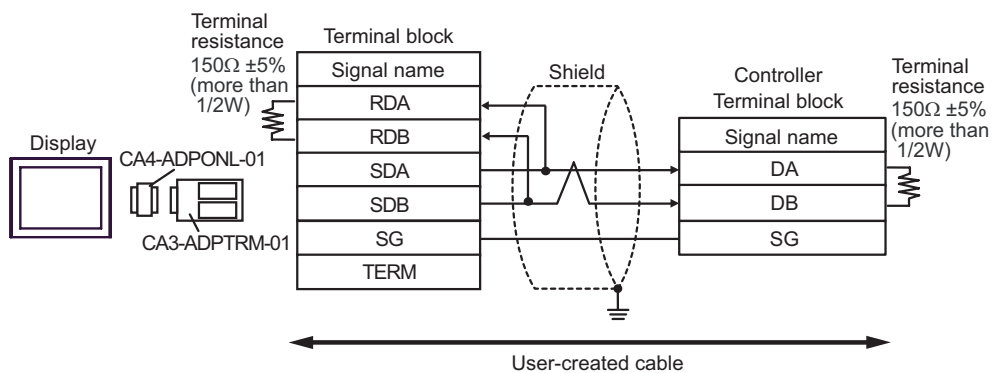 Terminal
resistance
150Ω ±5%
(more than
1/2W)
Terminal block
Signal name
RDA
RDB
SDA
SDB
SG
TERM
Display
CA4-ADPONL-01
CA3-ADPTRM-01
Shield
Controller
Terminal block
Signal name
DA
DB
SG
Terminal
resistance
150Ω ±5%
(more than
1/2W)
User-created cable